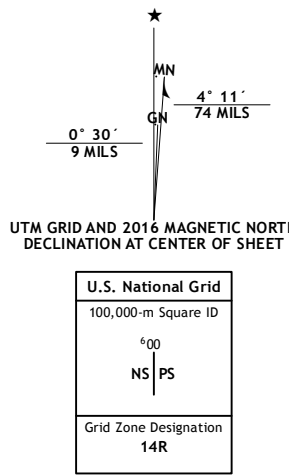 ★
MN
GN
4° 11´
74 MILS
0° 30´
9 MILS
UTM GRID AND 2016 MAGNETIC NORTH
DECLINATION AT CENTER OF SHEET
U.S. National Grid
100,000-m Square ID
⁶00
NS PS
Grid Zone Designation
14R